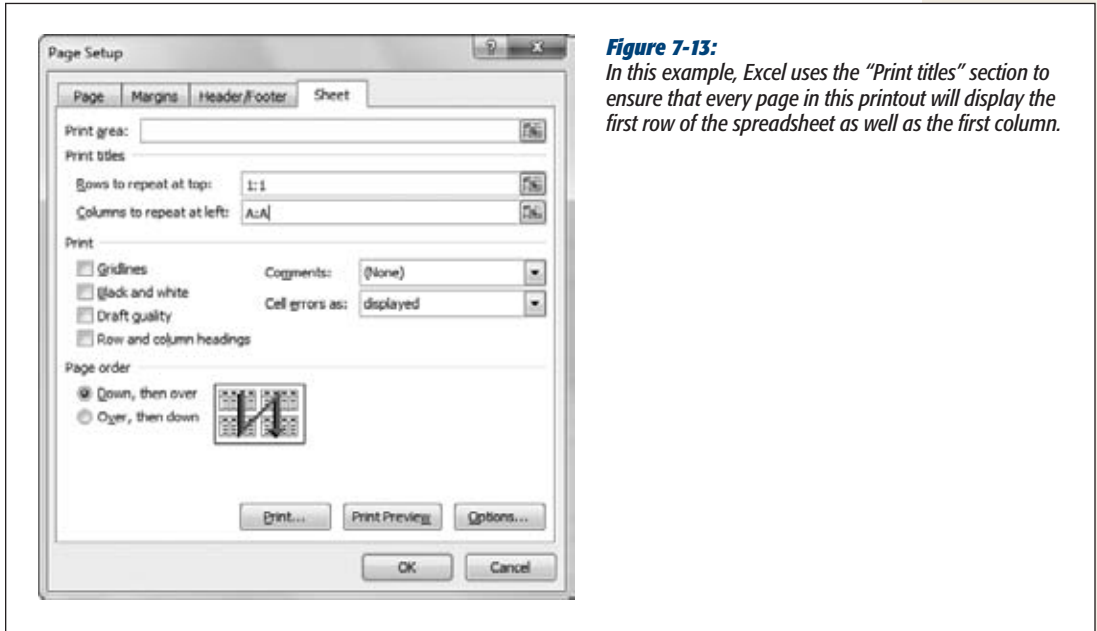 Page Setup
Page Margins Header/Footer Sheet
Print area:
Print titles
Rows to repeat at top: 1:1
Columns to repeat at left: A:A
Print
Gridlines
Black and white
Draft quality
Row and column headings
Comments: (None)
Cell errors as: displayed
Page order
Down, then over
Over, then down
Print... Print Preview Options...
OK Cancel
Figure 7-13:
In this example, Excel uses the “Print titles” section to
ensure that every page in this printout will display the
first row of the spreadsheet as well as the first column.